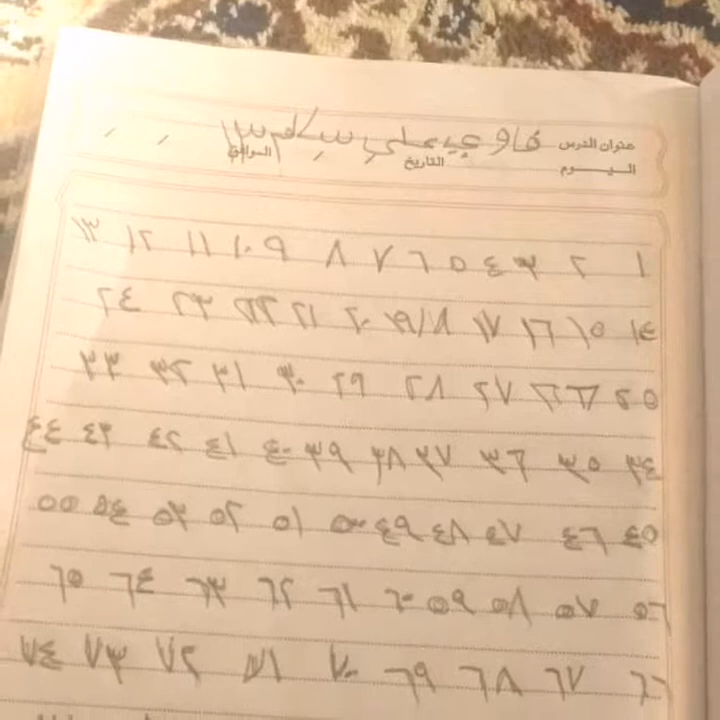 عنوان الدرس علي
اليوم التاريخ الموافق / /
١ ٢ ٣ ٤ ٥ ٦ ٧ ٨ ٩ ١٠ ١١ ١٢ ١٣
١٤ ١٥ ١٦ ١٧ ١٨ ١٩ ٢٠ ٢١ ٢٢ ٢٣ ٢٤
٢٥ ٢٦ ٢٧ ٢٨ ٢٩ ٣٠ ٣١ ٣٢ ٣٣
٣٤ ٣٥ ٣٦ ٣٧ ٣٨ ٣٩ ٤٠ ٤١ ٤٢ ٤٣ ٤٤
٤٥ ٤٦ ٤٧ ٤٨ ٤٩ ٥٠ ٥١ ٥٢ ٥٣ ٥٤ ٥٥
٥٦ ٥٧ ٥٨ ٥٩ ٦٠ ٦١ ٦٢ ٦٣ ٦٤ ٦٥
٦٦ ٦٧ ٦٨ ٦٩ ٧٠ ٧١ ٧٢ ٧٣ ٧٤